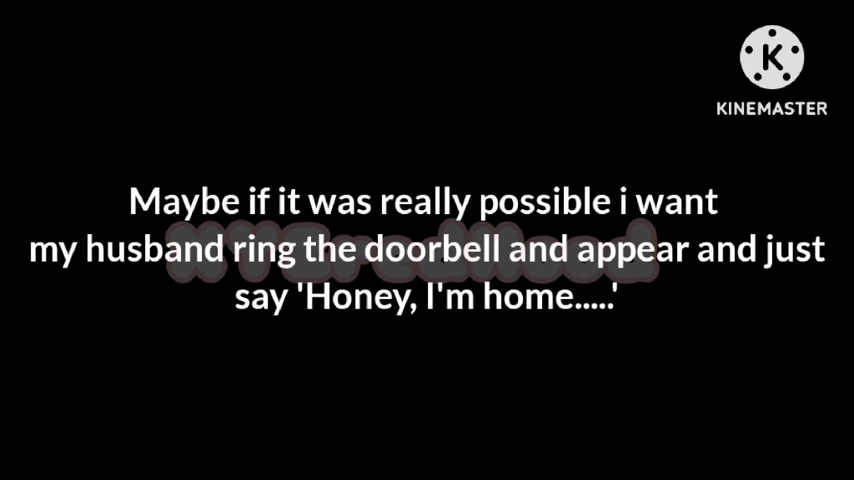 K
KINEMASTER
Maybe if it was really possible i want
my husband ring the doorbell and appear and just
say 'Honey, I'm home.....'